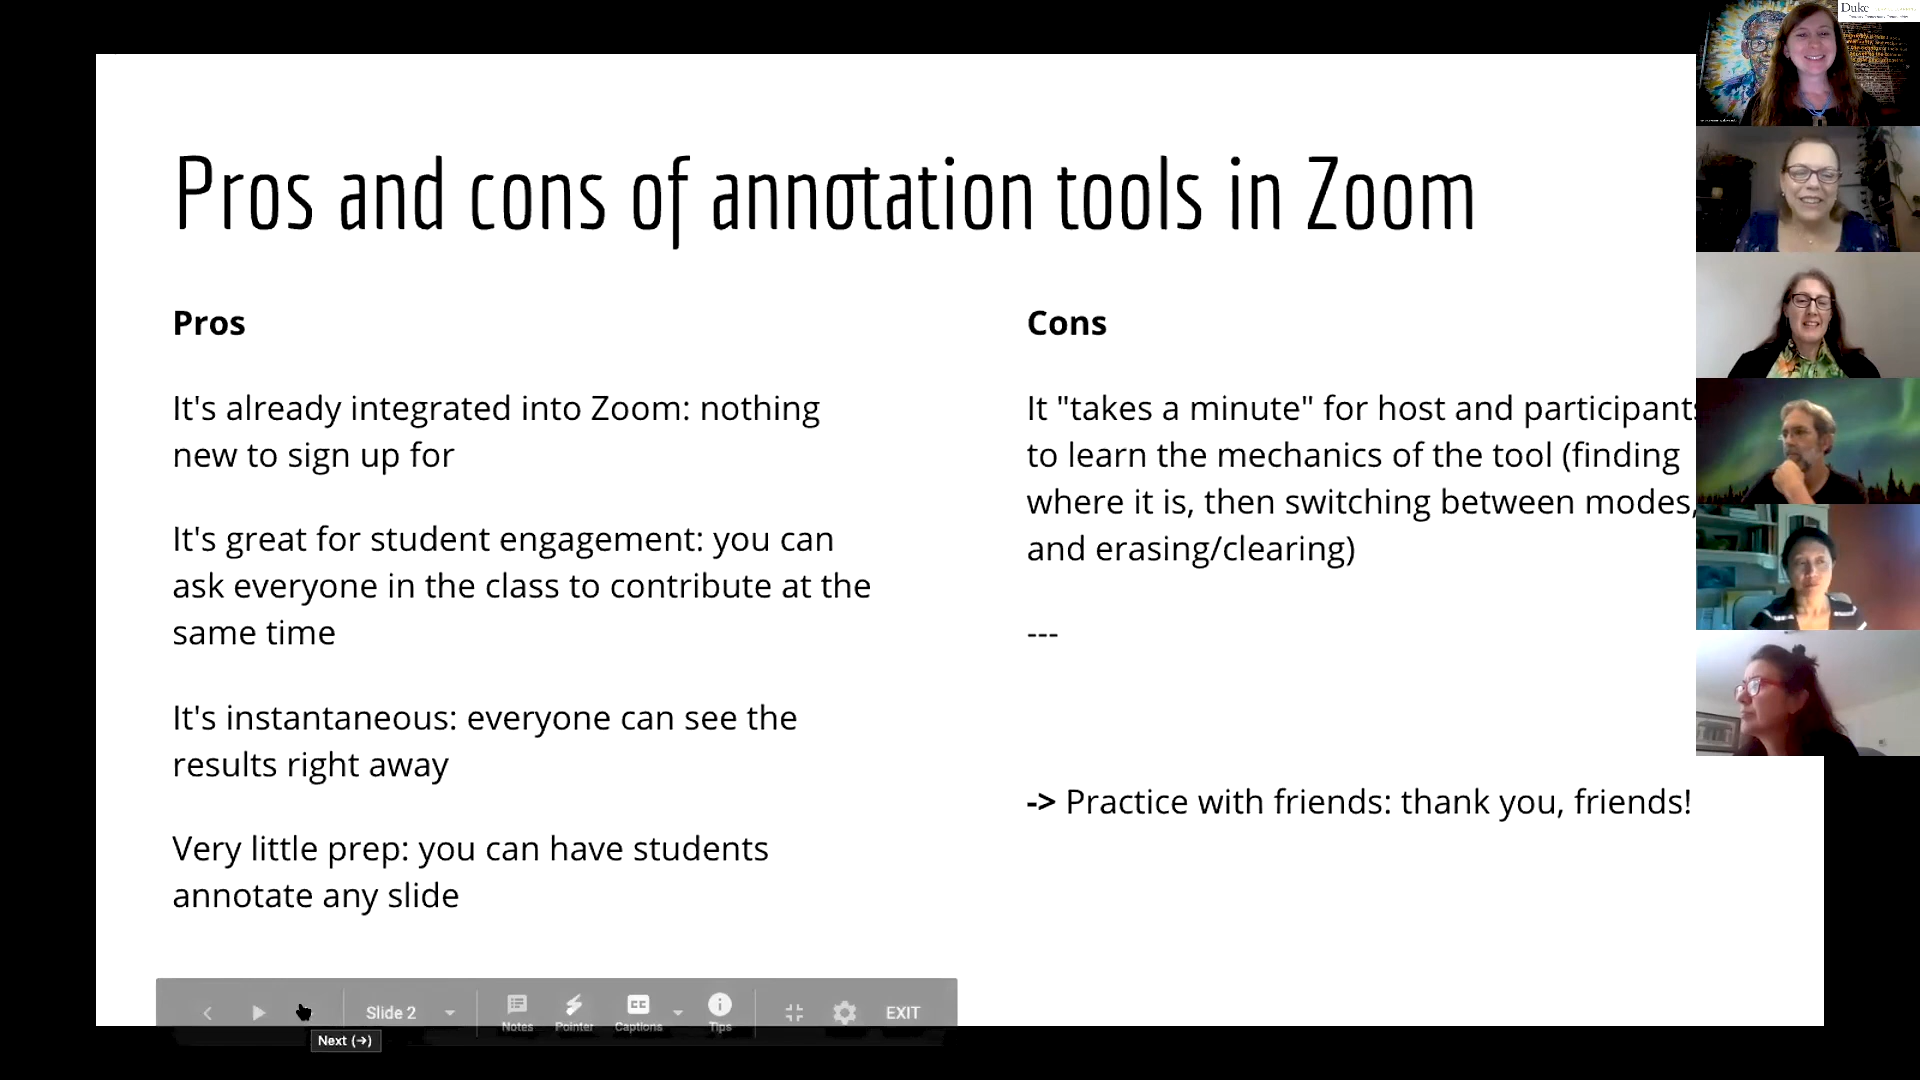 Duke
Pros and cons of annotation tools in Zoom
Pros
It's already integrated into Zoom: nothing
new to sign up for
It's great for student engagement: you can
ask everyone in the class to contribute at the
same time
It's instantaneous: everyone can see the
results right away
Very little prep: you can have students
annotate any slide
Cons
It "takes a minute" for host and participants
to learn the mechanics of the tool (finding
where it is, then switching between modes,
and erasing/clearing)
---
-> Practice with friends: thank you, friends!
Slide 2
Notes
Pointer
CC
Captions
Tips
EXIT
Next (→)